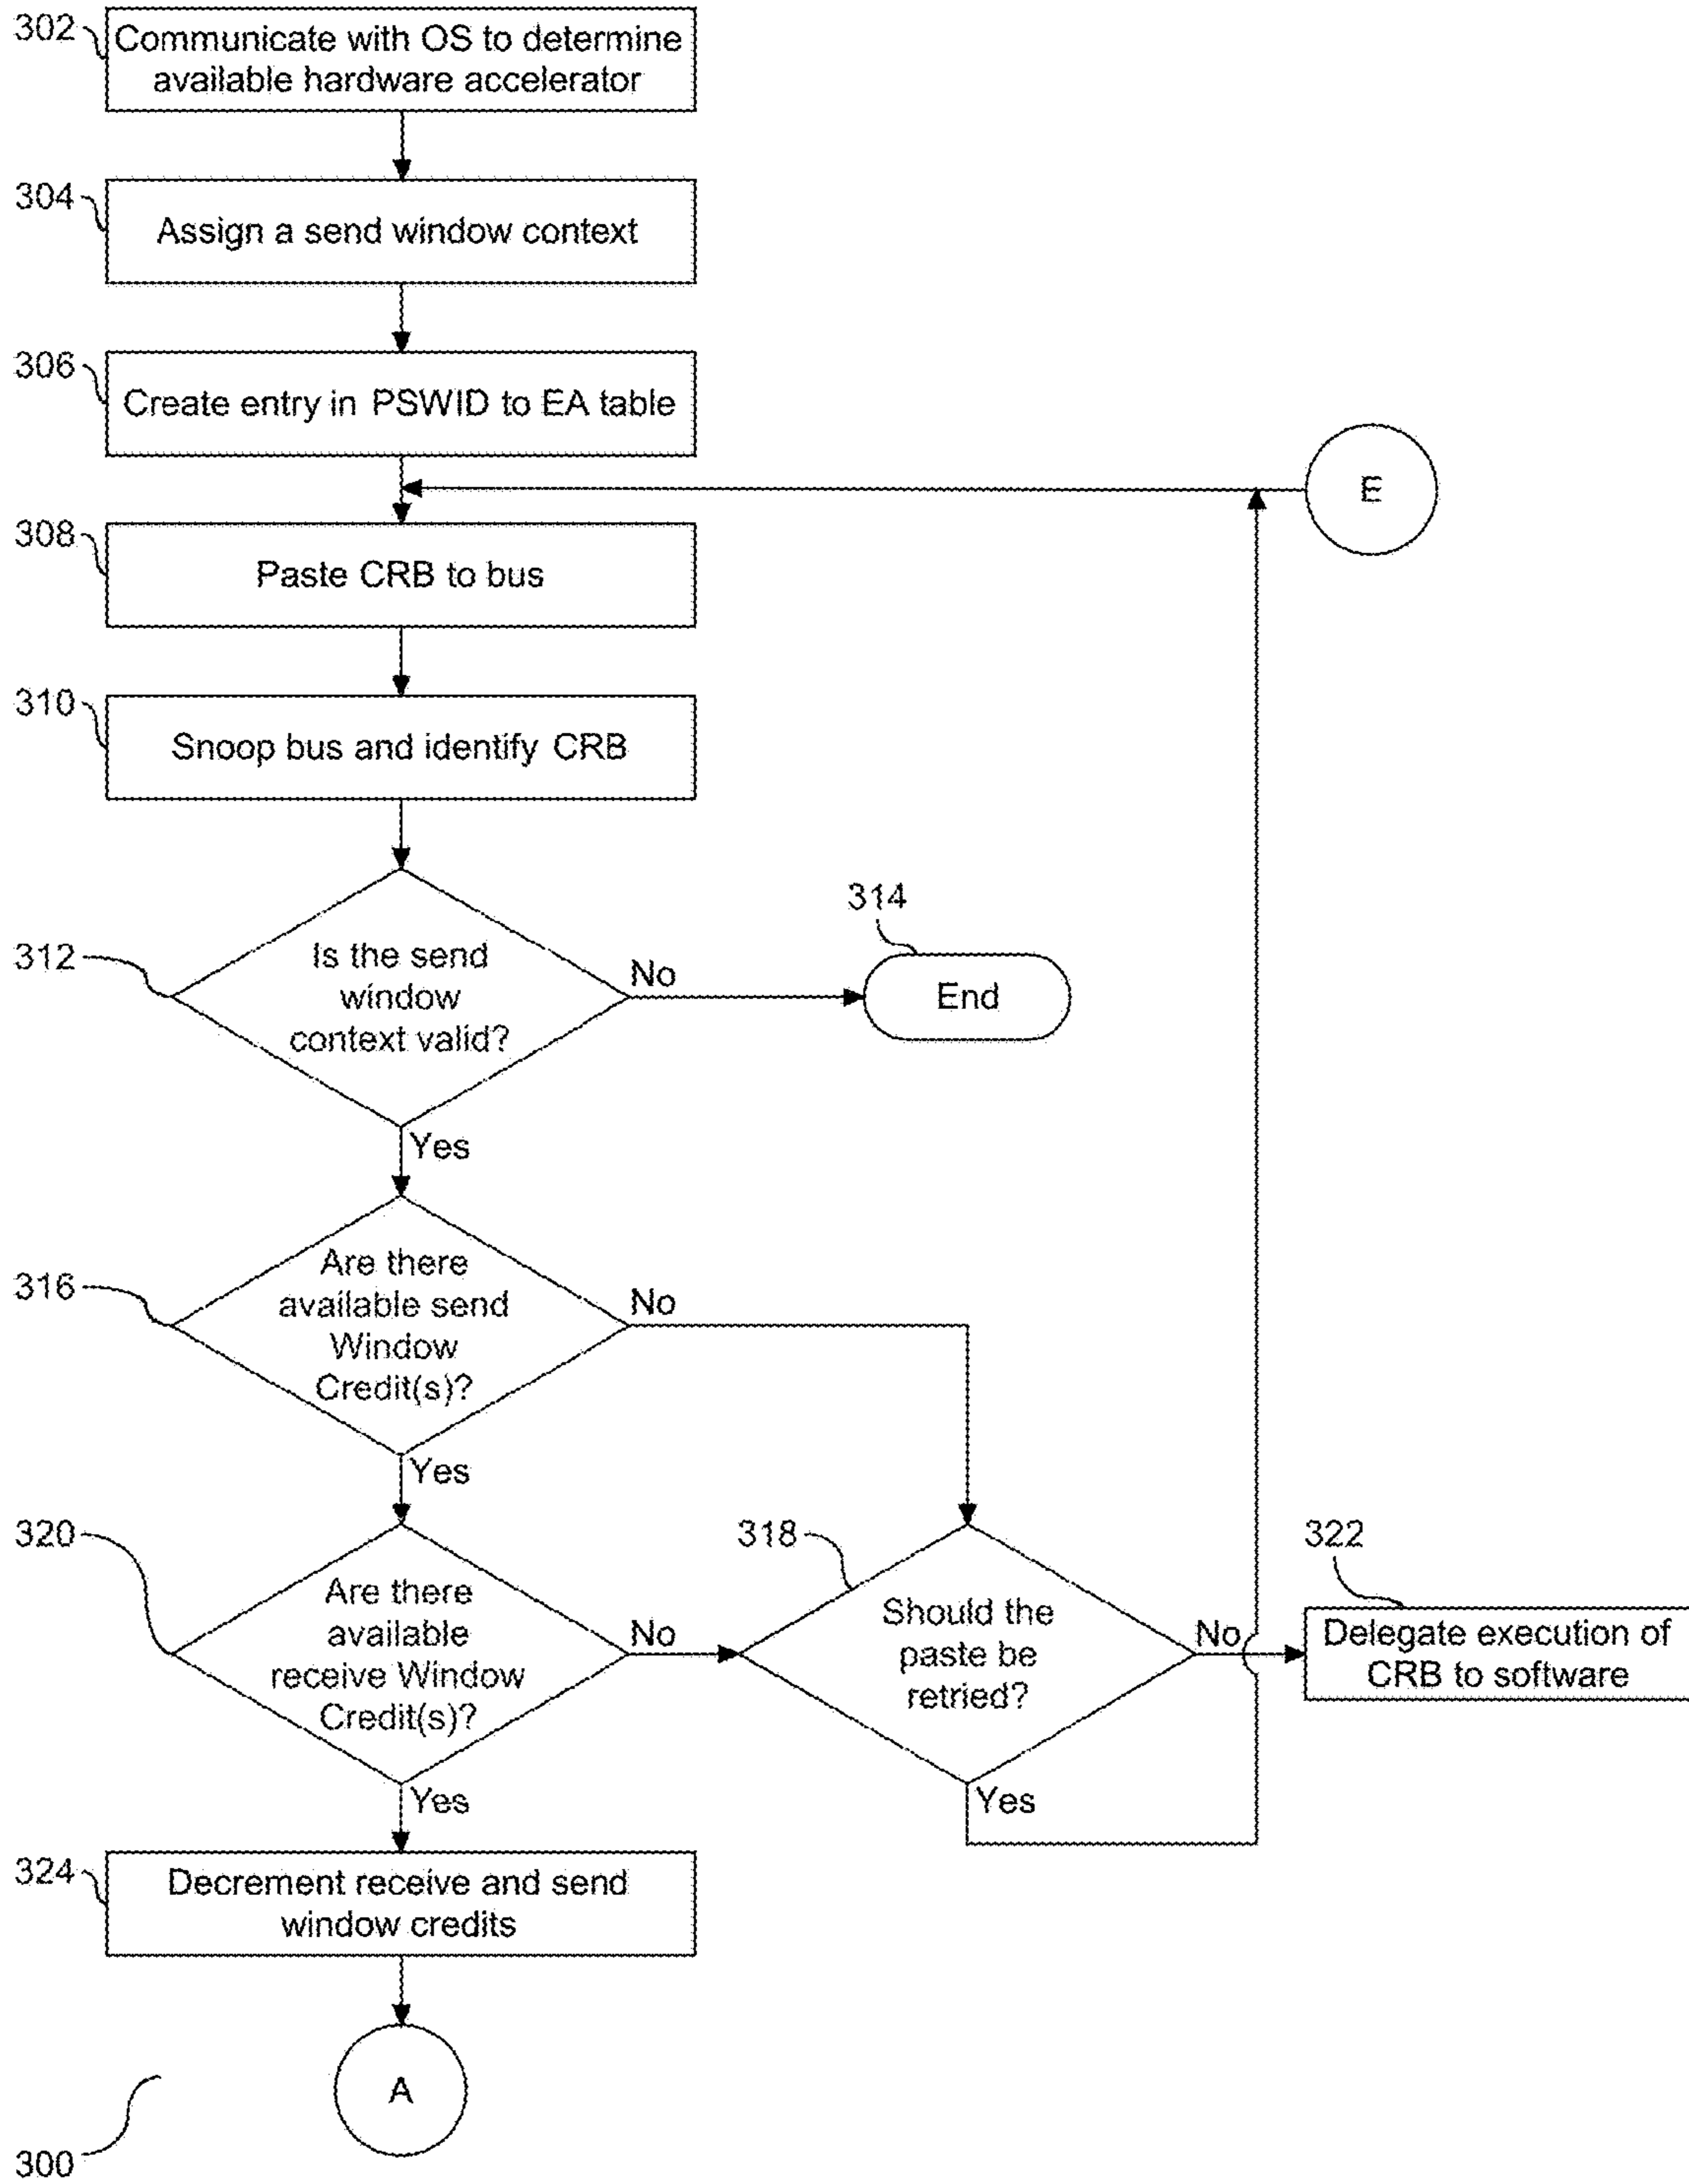 302
Communicate with OS to determine
available hardware accelerator
304
Assign a send window context
306
Create entry in PSWID to EA table
E
308
Paste CRB to bus
310
Snoop bus and identify CRB
312
Is the send
window
context valid?
No
314
End
Yes
316
Are there
available send
Window
Credit(s)?
No
Yes
320
Are there
available
receive Window
Credit(s)?
No
318
Should the
paste be
retried?
No
322
Delegate execution of
CRB to software
Yes
Yes
324
Decrement receive and send
window credits
A
300